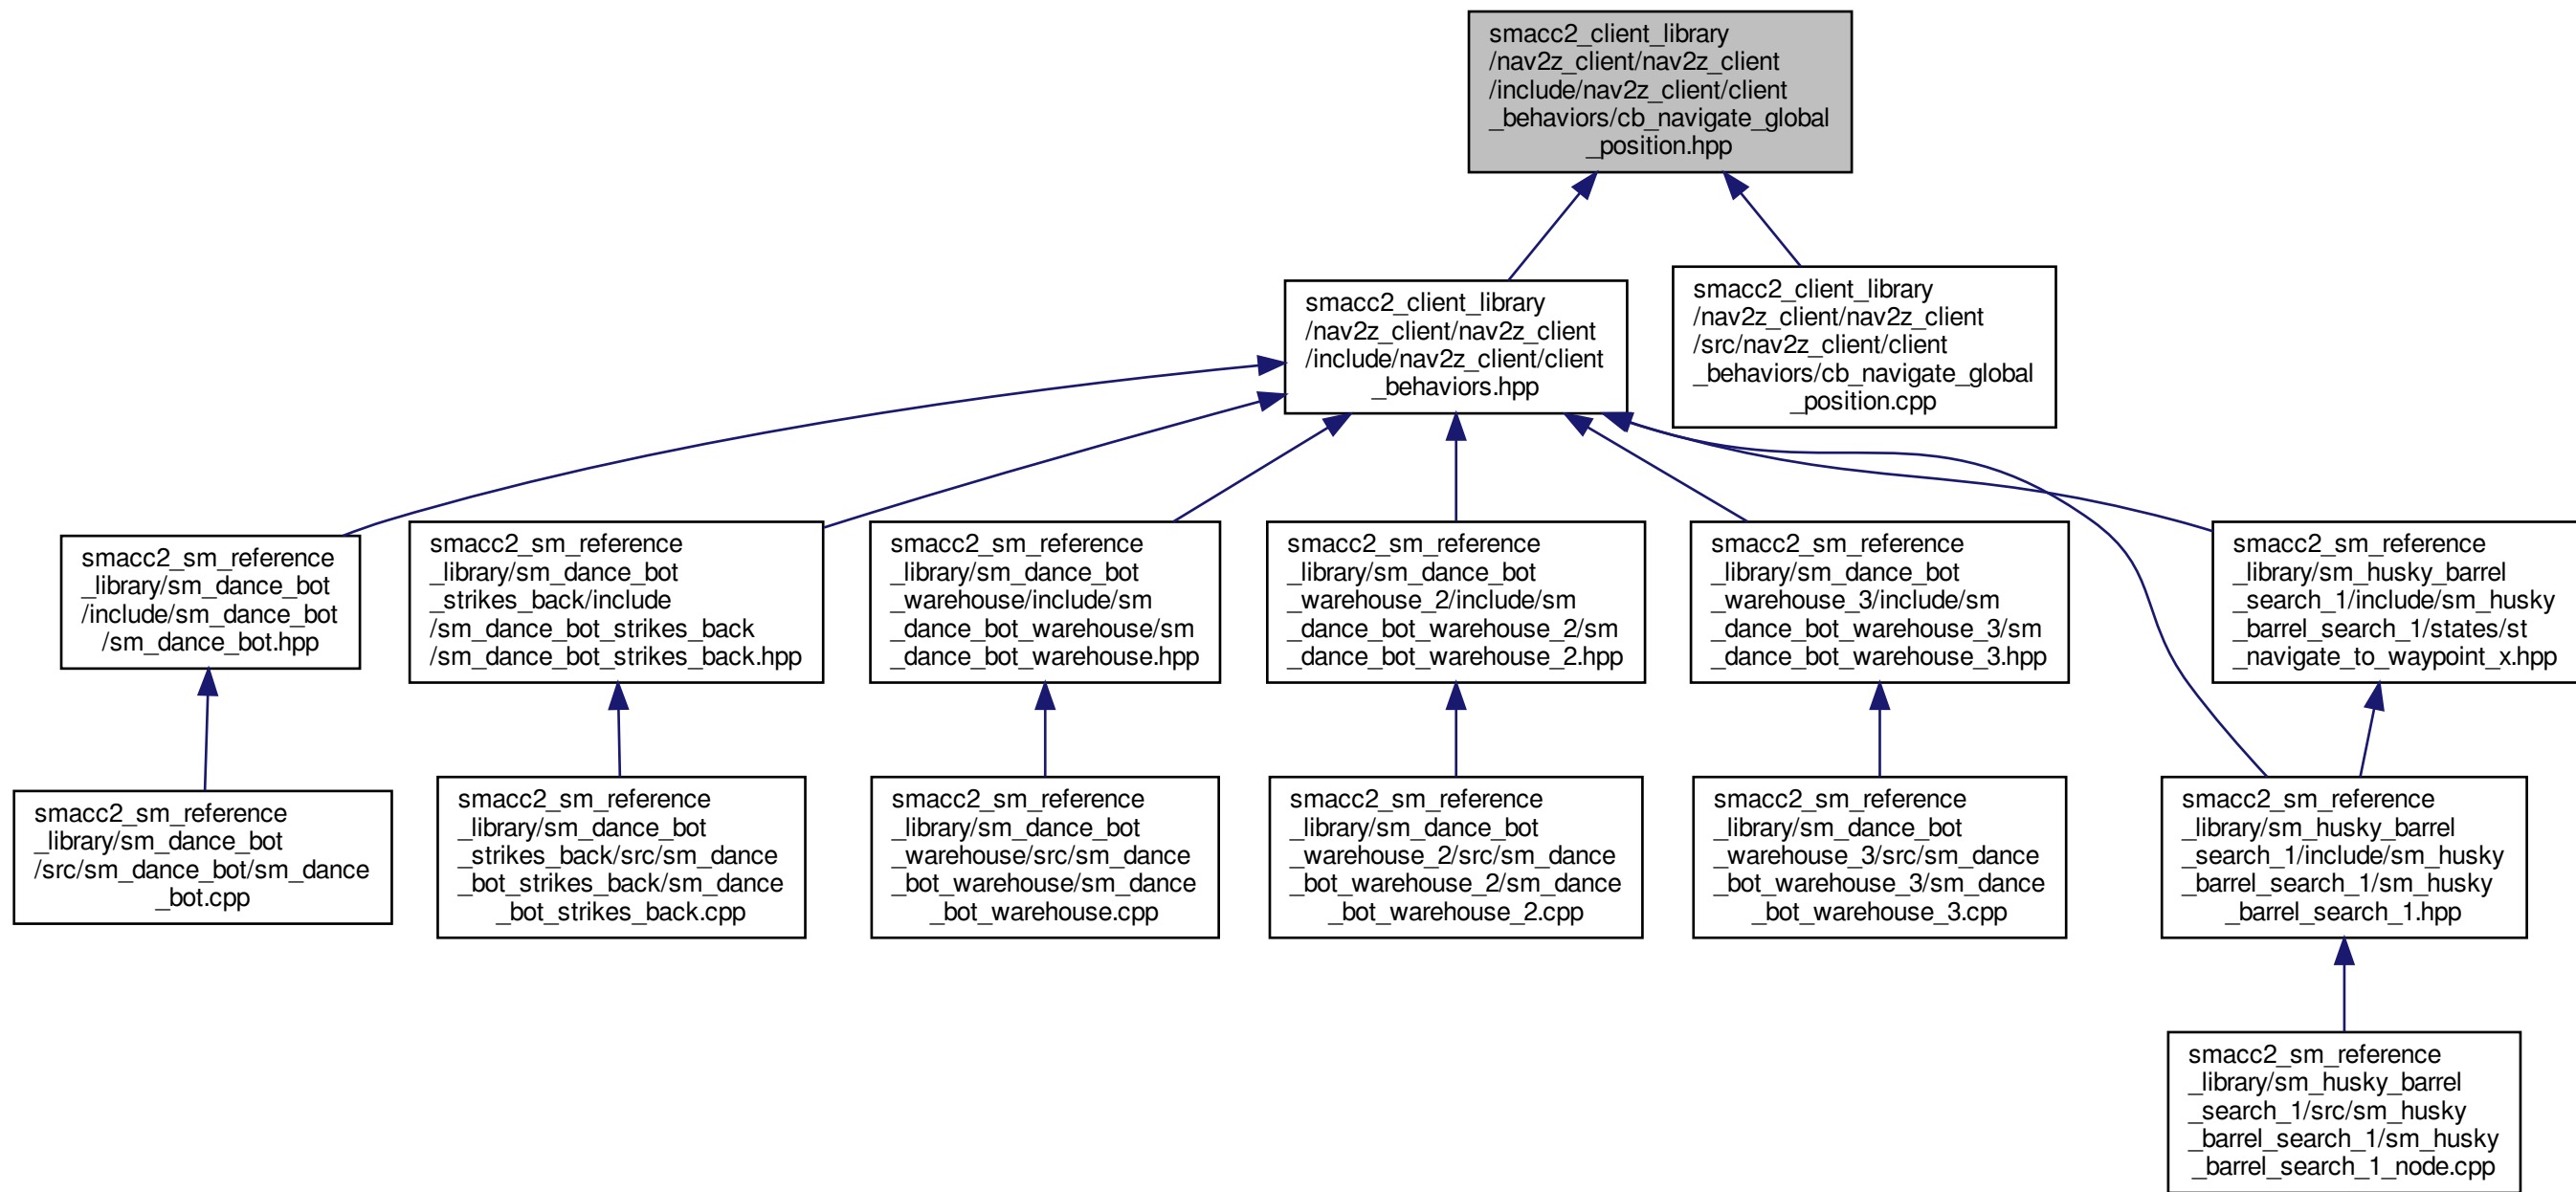 smacc2_client_library
/nav2z_client/nav2z_client
/include/nav2z_client/client
_behaviors/cb_navigate_global
_position.hpp
smacc2_client_library
/nav2z_client/nav2z_client
/include/nav2z_client/client
_behaviors.hpp
smacc2_client_library
/nav2z_client/nav2z_client
/src/nav2z_client/client
_behaviors/cb_navigate_global
_position.cpp
smacc2_sm_reference
_library/sm_dance_bot
/include/sm_dance_bot
/sm_dance_bot.hpp
smacc2_sm_reference
_library/sm_dance_bot
_strikes_back/include
/sm_dance_bot_strikes_back
/sm_dance_bot_strikes_back.hpp
smacc2_sm_reference
_library/sm_dance_bot
_warehouse/include/sm
_dance_bot_warehouse/sm
_dance_bot_warehouse.hpp
smacc2_sm_reference
_library/sm_dance_bot
_warehouse_2/include/sm
_dance_bot_warehouse_2/sm
_dance_bot_warehouse_2.hpp
smacc2_sm_reference
_library/sm_dance_bot
_warehouse_3/include/sm
_dance_bot_warehouse_3/sm
_dance_bot_warehouse_3.hpp
smacc2_sm_reference
_library/sm_husky_barrel
_search_1/include/sm_husky
_barrel_search_1/states/st
_navigate_to_waypoint_x.hpp
smacc2_sm_reference
_library/sm_dance_bot
/src/sm_dance_bot/sm_dance
_bot.cpp
smacc2_sm_reference
_library/sm_dance_bot
_strikes_back/src/sm_dance
_bot_strikes_back/sm_dance
_bot_strikes_back.cpp
smacc2_sm_reference
_library/sm_dance_bot
_warehouse/src/sm_dance
_bot_warehouse/sm_dance
_bot_warehouse.cpp
smacc2_sm_reference
_library/sm_dance_bot
_warehouse_2/src/sm_dance
_bot_warehouse_2/sm_dance
_bot_warehouse_2.cpp
smacc2_sm_reference
_library/sm_dance_bot
_warehouse_3/src/sm_dance
_bot_warehouse_3/sm_dance
_bot_warehouse_3.cpp
smacc2_sm_reference
_library/sm_husky_barrel
_search_1/include/sm_husky
_barrel_search_1/sm_husky
_barrel_search_1.hpp
smacc2_sm_reference
_library/sm_husky_barrel
_search_1/src/sm_husky
_barrel_search_1/sm_husky
_barrel_search_1_node.cpp